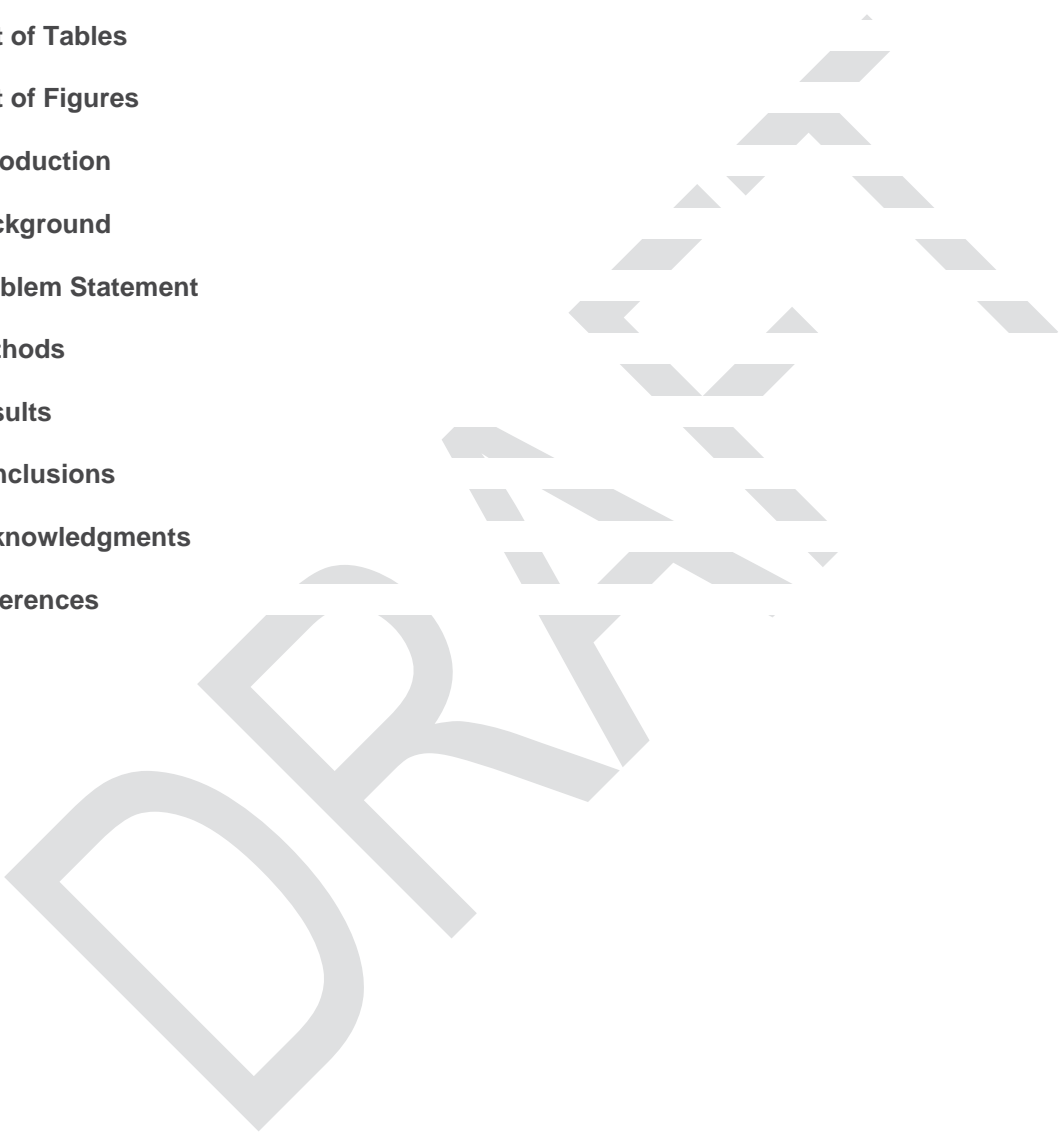 t of Tables
t of Figures
oduction
ckground
blem Statement
thods
sults
nclusions
knowledgments
erences
DRAFT